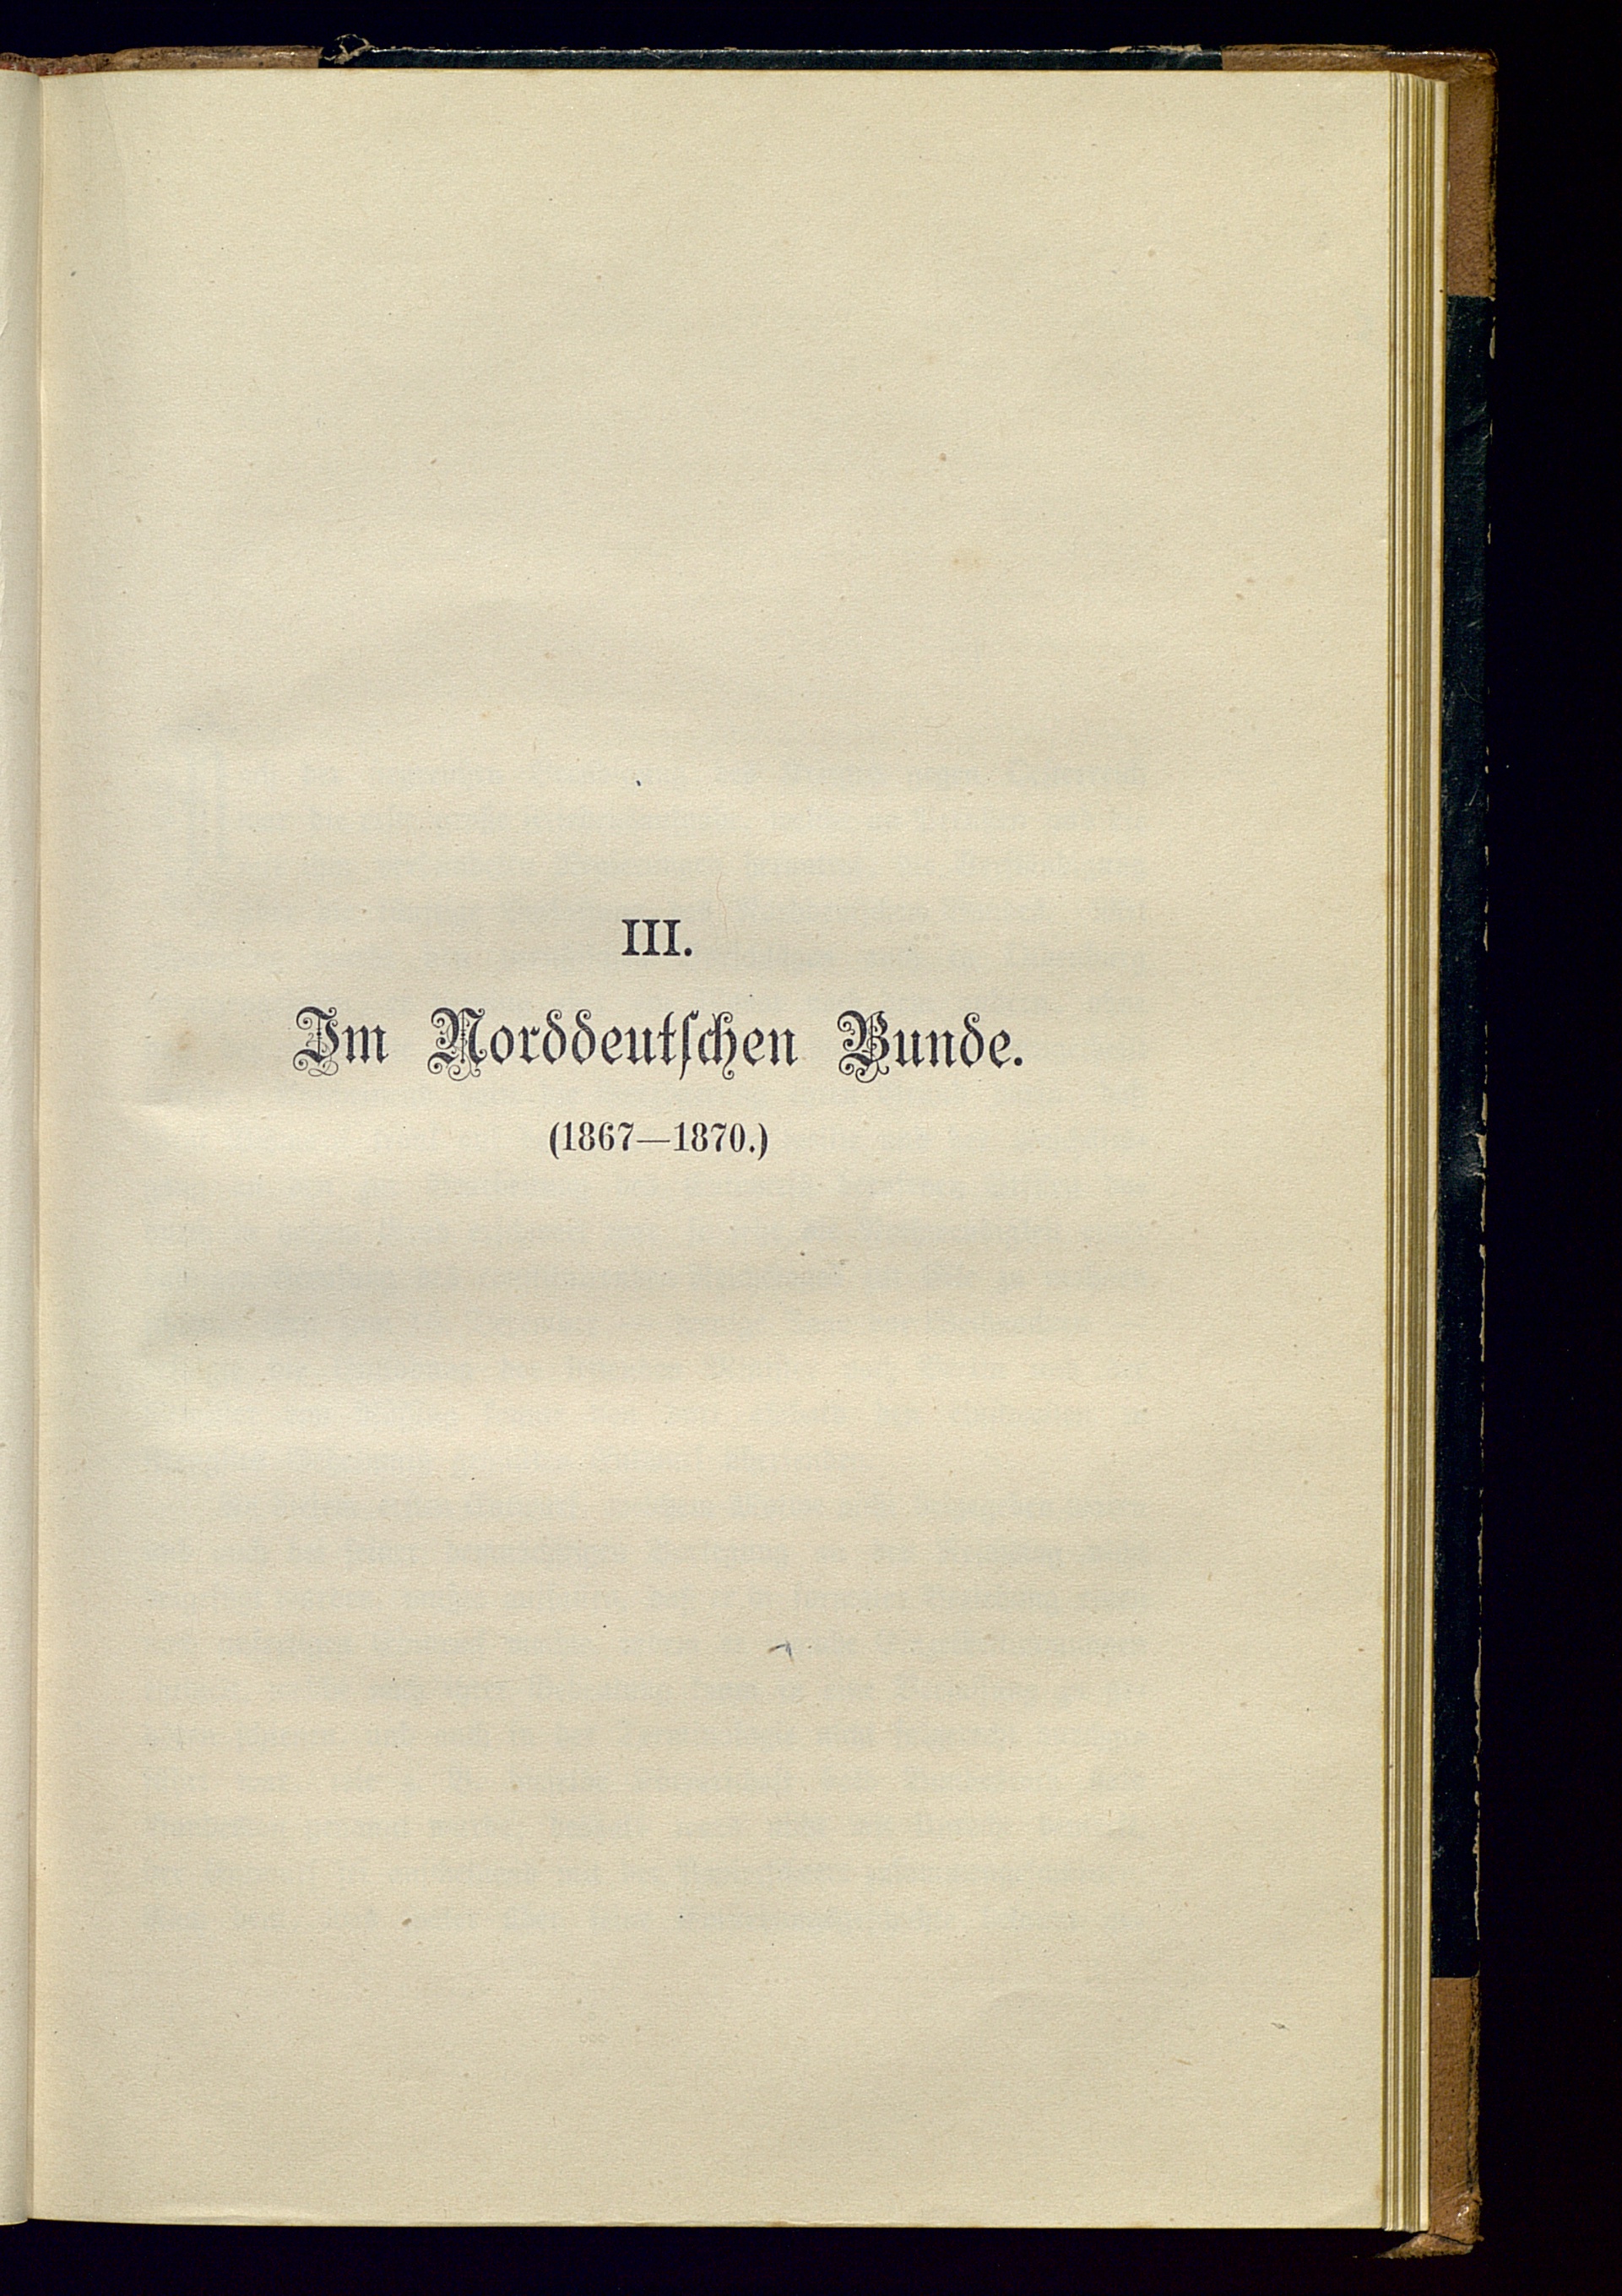 III.
Im Norddeutſchen Bunde.
(1867—1870.)